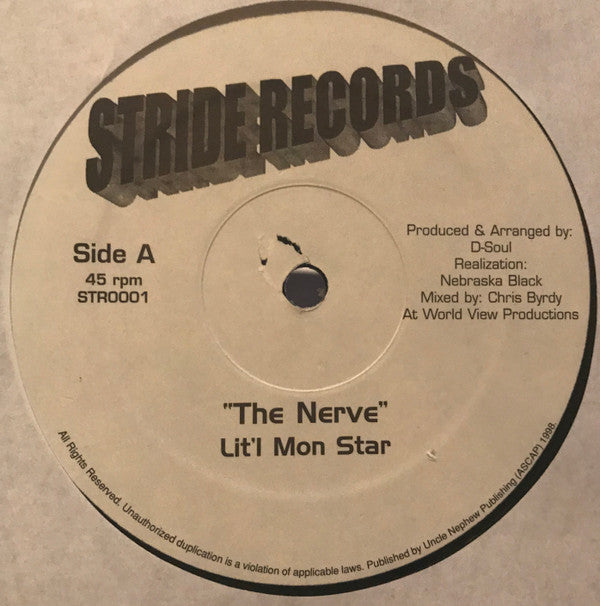 STRIDE RECORDS
Side A
45 rpm
STR0001
Produced & Arranged by:
D-Soul
Realization:
Nebraska Black
Mixed by: Chris Byrdy
At World View Productions
"The Nerve"
Lit'l Mon Star
All Rights Reserved. Unauthorized duplication is a violation of applicable laws. Published by Uncle Nephew Publishing (ASCAP) 1998.